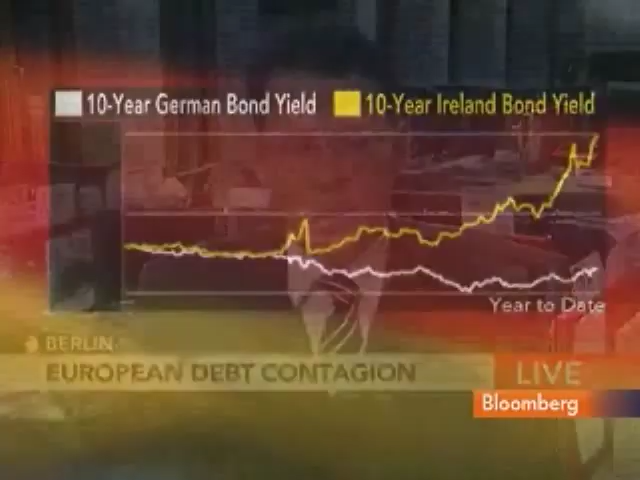 10-Year German Bond Yield 10-Year Ireland Bond Yield
Year to Date
BERLIN
EUROPEAN DEBT CONTAGION LIVE
Bloomberg